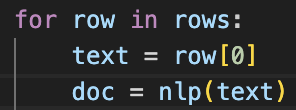 for row in rows:
    text = row[0]
    doc = nlp(text)